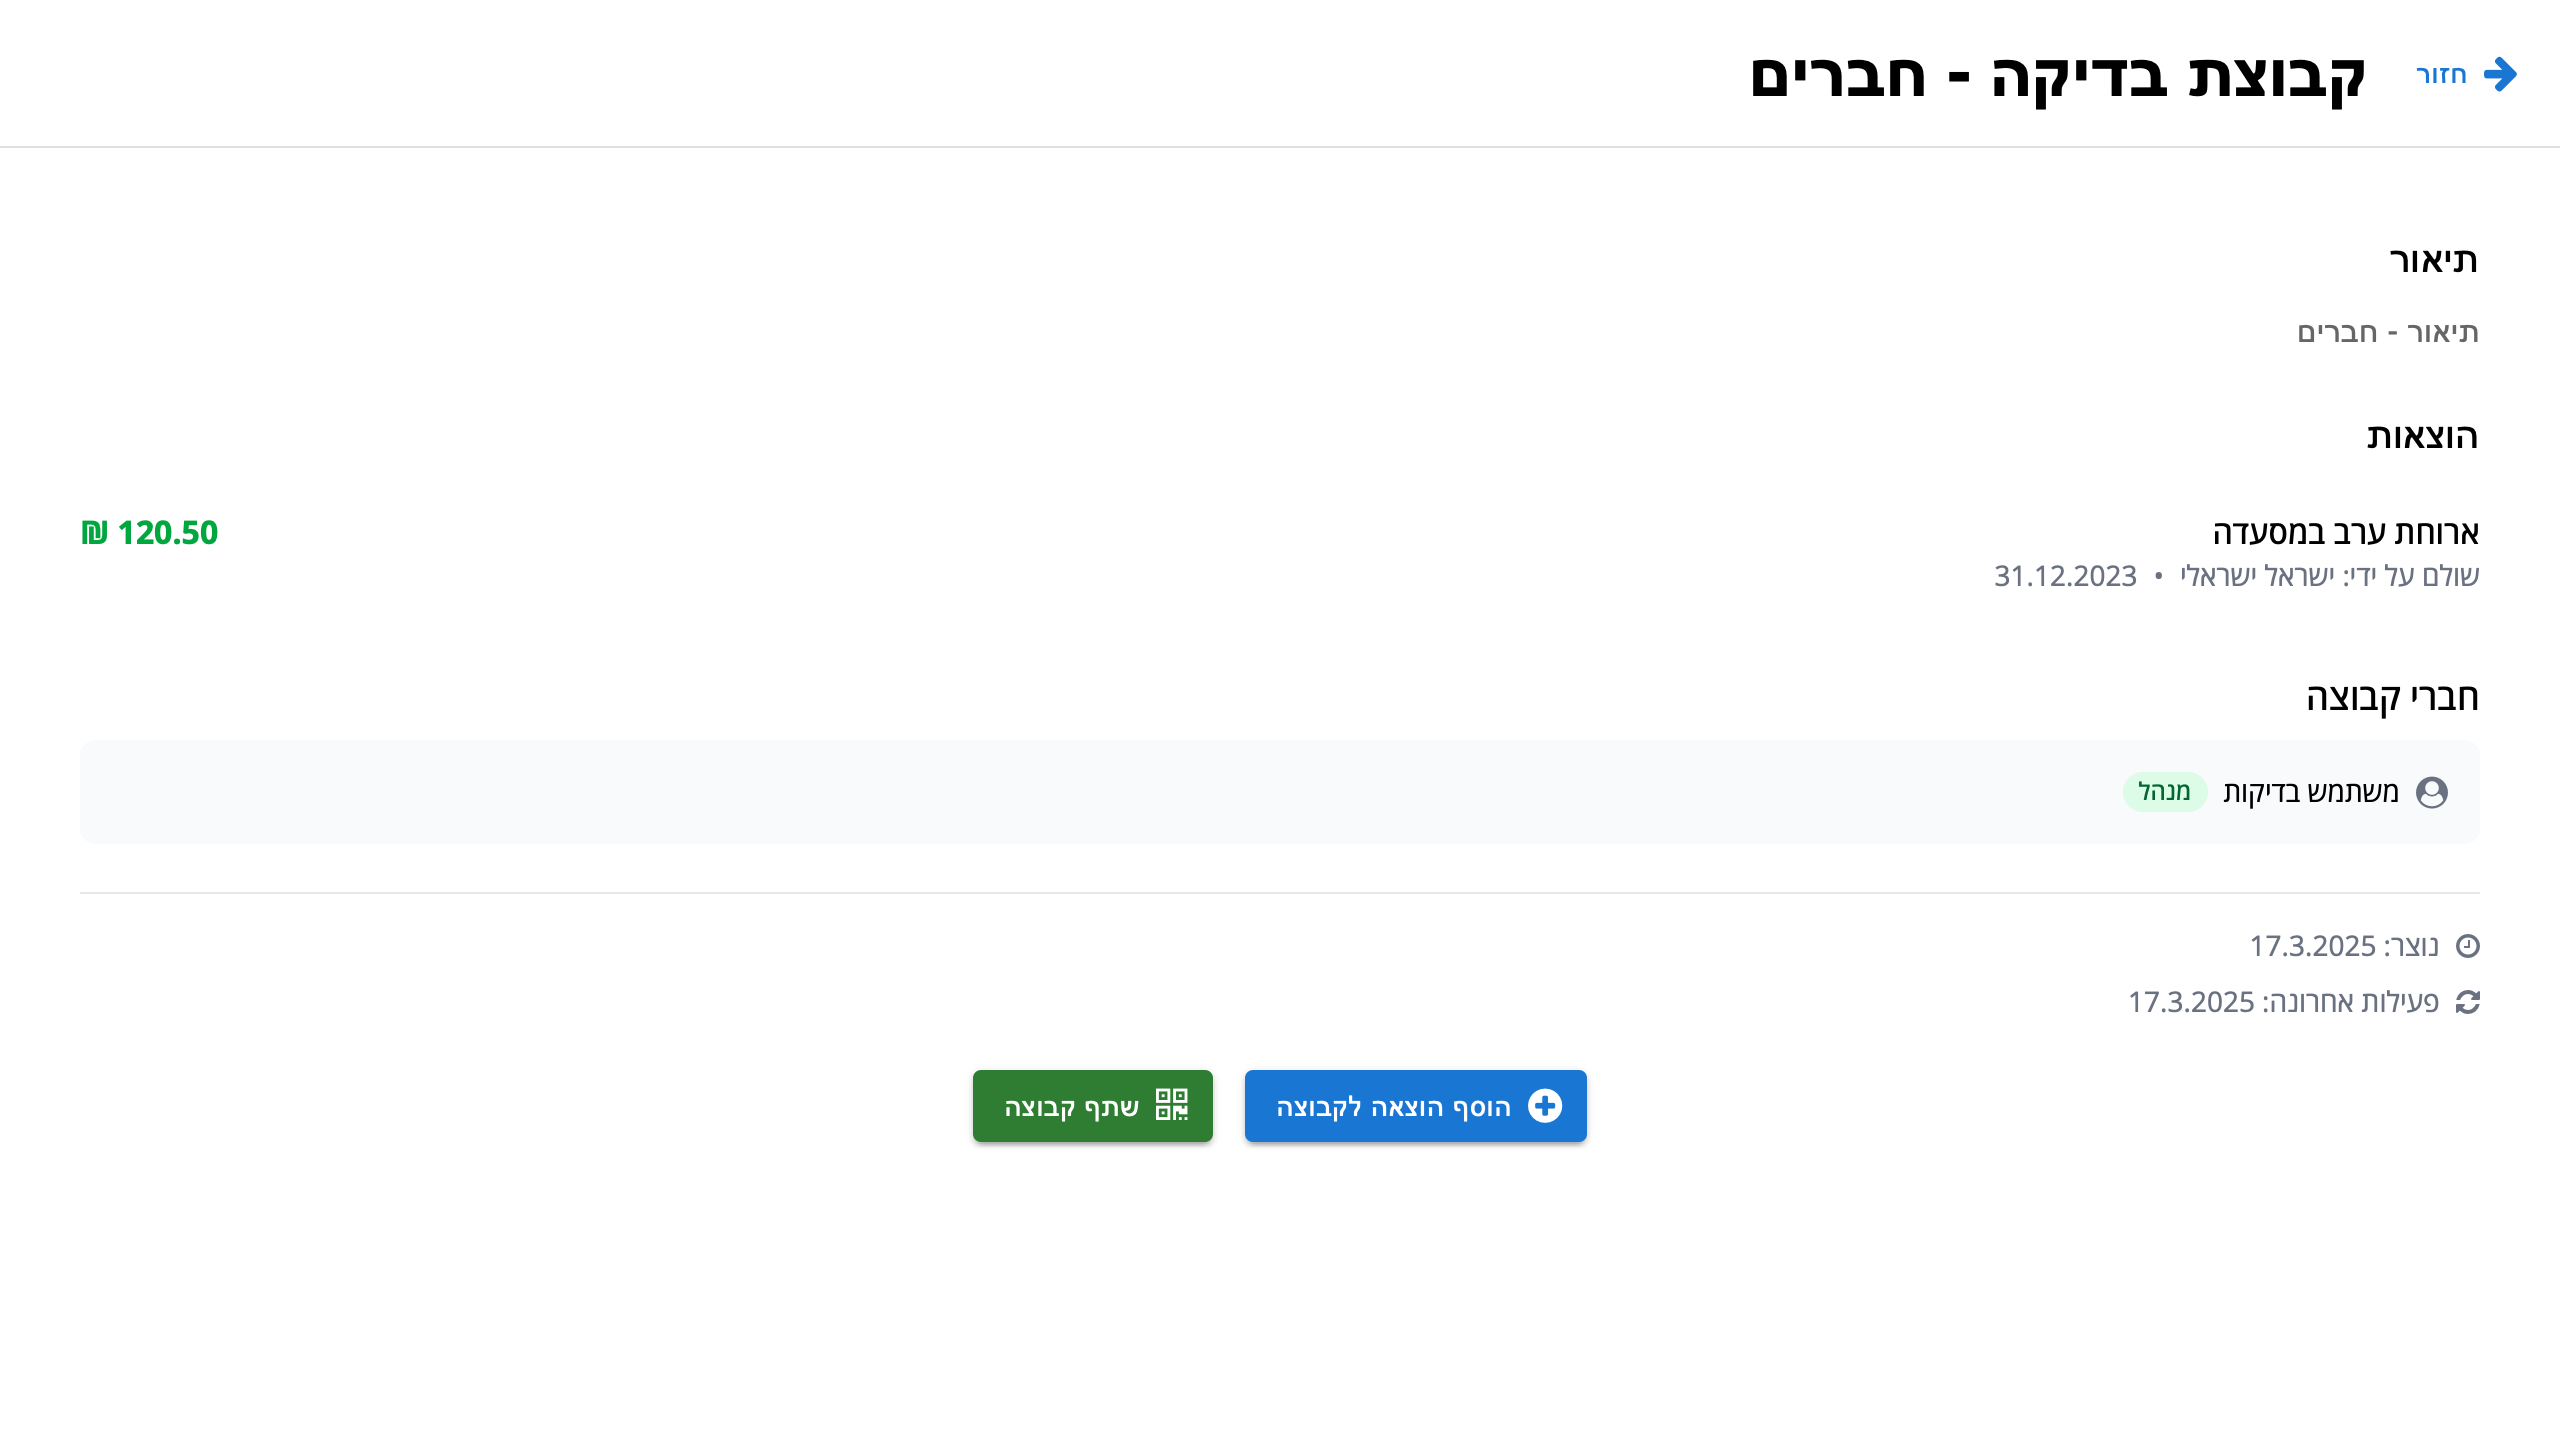 חזור
קבוצת בדיקה - חברים
תיאור
תיאור - חברים
הוצאות
ארוחת ערב במסעדה
120.50 ₪
שולם על ידי: ישראל ישראלי • 31.12.2023
חברי קבוצה
משתמש בדיקות
מנהל
נוצר: 17.3.2025
פעילות אחרונה: 17.3.2025
הוסף הוצאה לקבוצה
שתף קבוצה